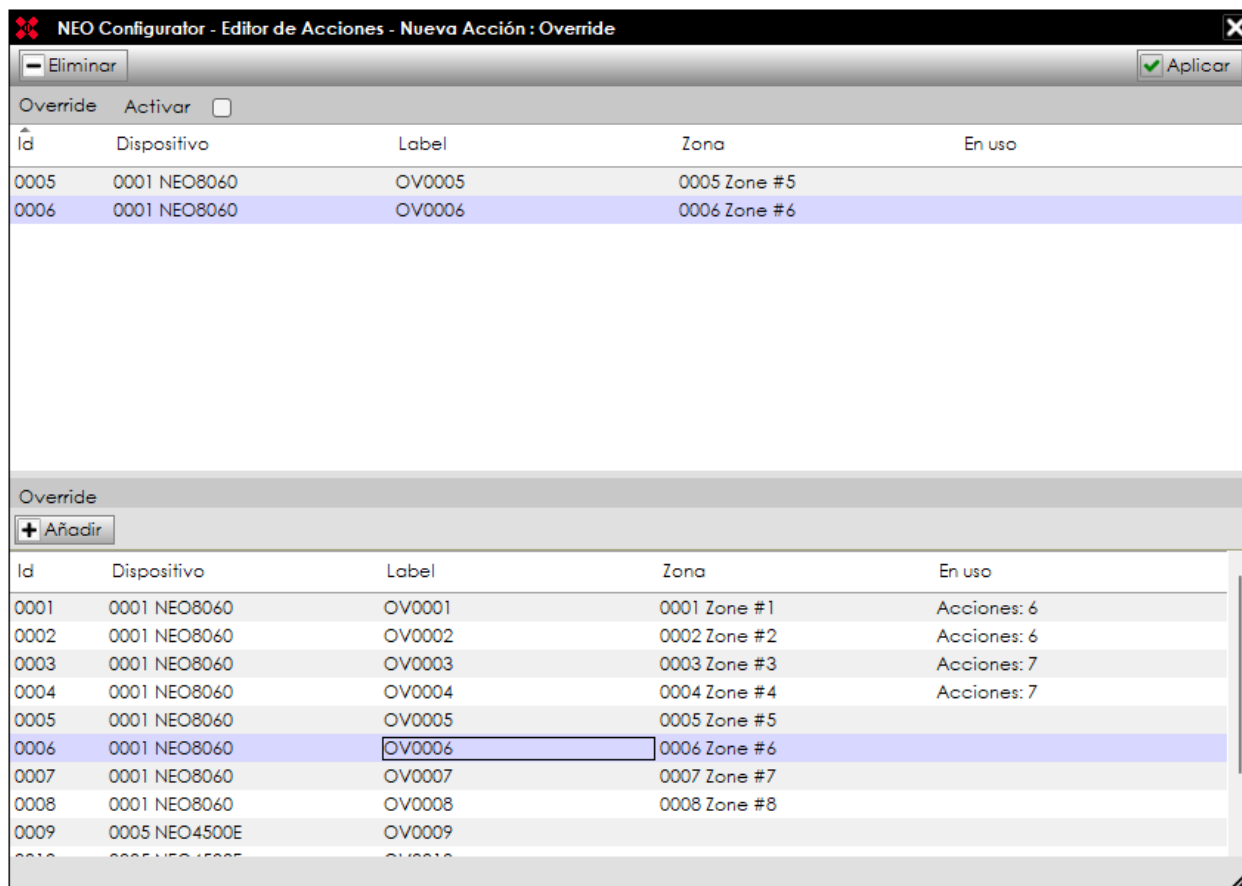 NEO Configurator - Editor de Acciones - Nueva Acción : Override
Eliminar Aplicar
Override Activar
Id Dispositivo Label Zona En uso
0005 0001 NEO8060 OV0005 0005 Zone #5
0006 0001 NEO8060 OV0006 0006 Zone #6
Override
Añadir
Id Dispositivo Label Zona En uso
0001 0001 NEO8060 OV0001 0001 Zone #1 Acciones: 6
0002 0001 NEO8060 OV0002 0002 Zone #2 Acciones: 6
0003 0001 NEO8060 OV0003 0003 Zone #3 Acciones: 7
0004 0001 NEO8060 OV0004 0004 Zone #4 Acciones: 7
0005 0001 NEO8060 OV0005 0005 Zone #5
0006 0001 NEO8060 OV0006 0006 Zone #6
0007 0001 NEO8060 OV0007 0007 Zone #7
0008 0001 NEO8060 OV0008 0008 Zone #8
0009 0005 NEO4500E OV0009